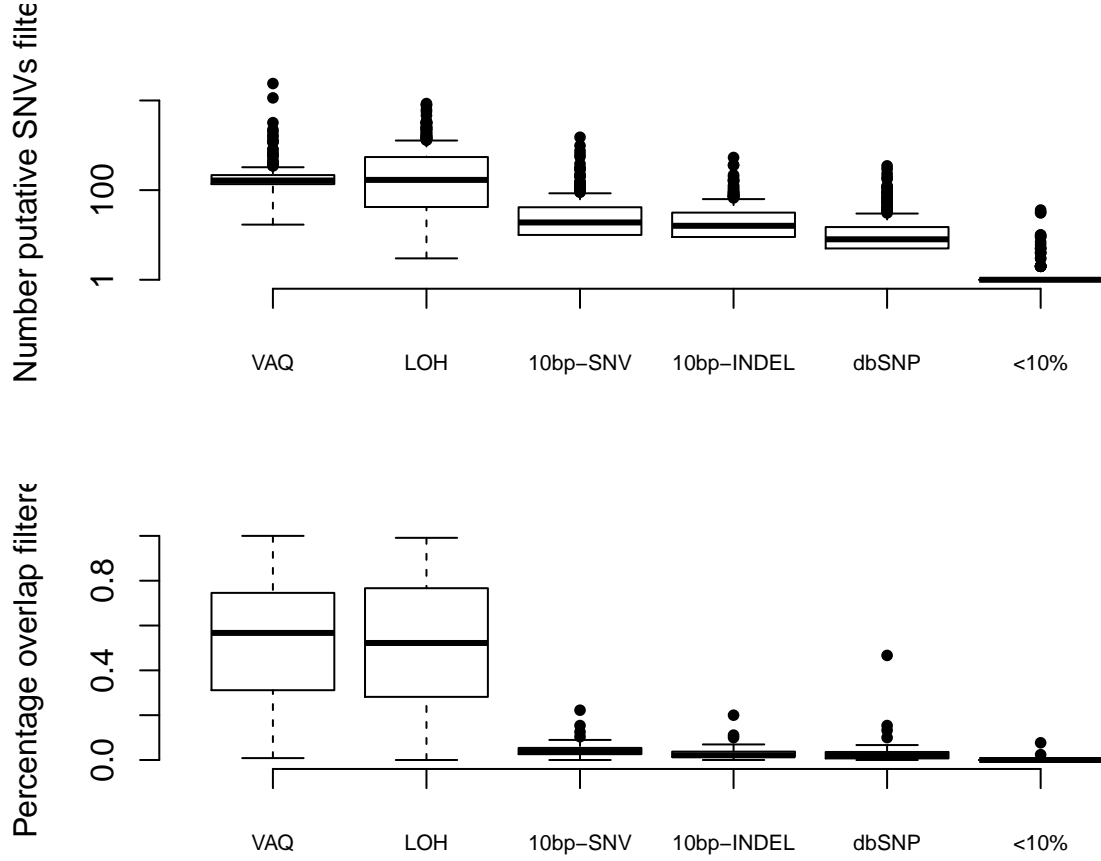 Number putative SNVs filte
100
1
VAQ LOH 10bp−SNV 10bp−INDEL dbSNP <10%
Percentage overlap filtere
0.8
0.4
0.0
VAQ LOH 10bp−SNV 10bp−INDEL dbSNP <10%